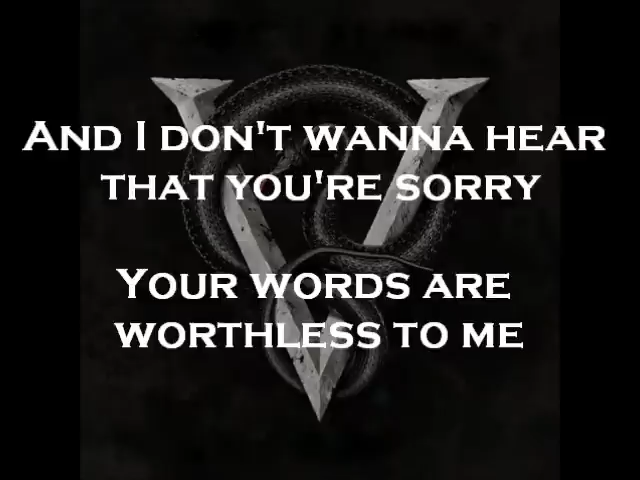 And I don't wanna hear
that you're sorry
Your words are
worthless to me